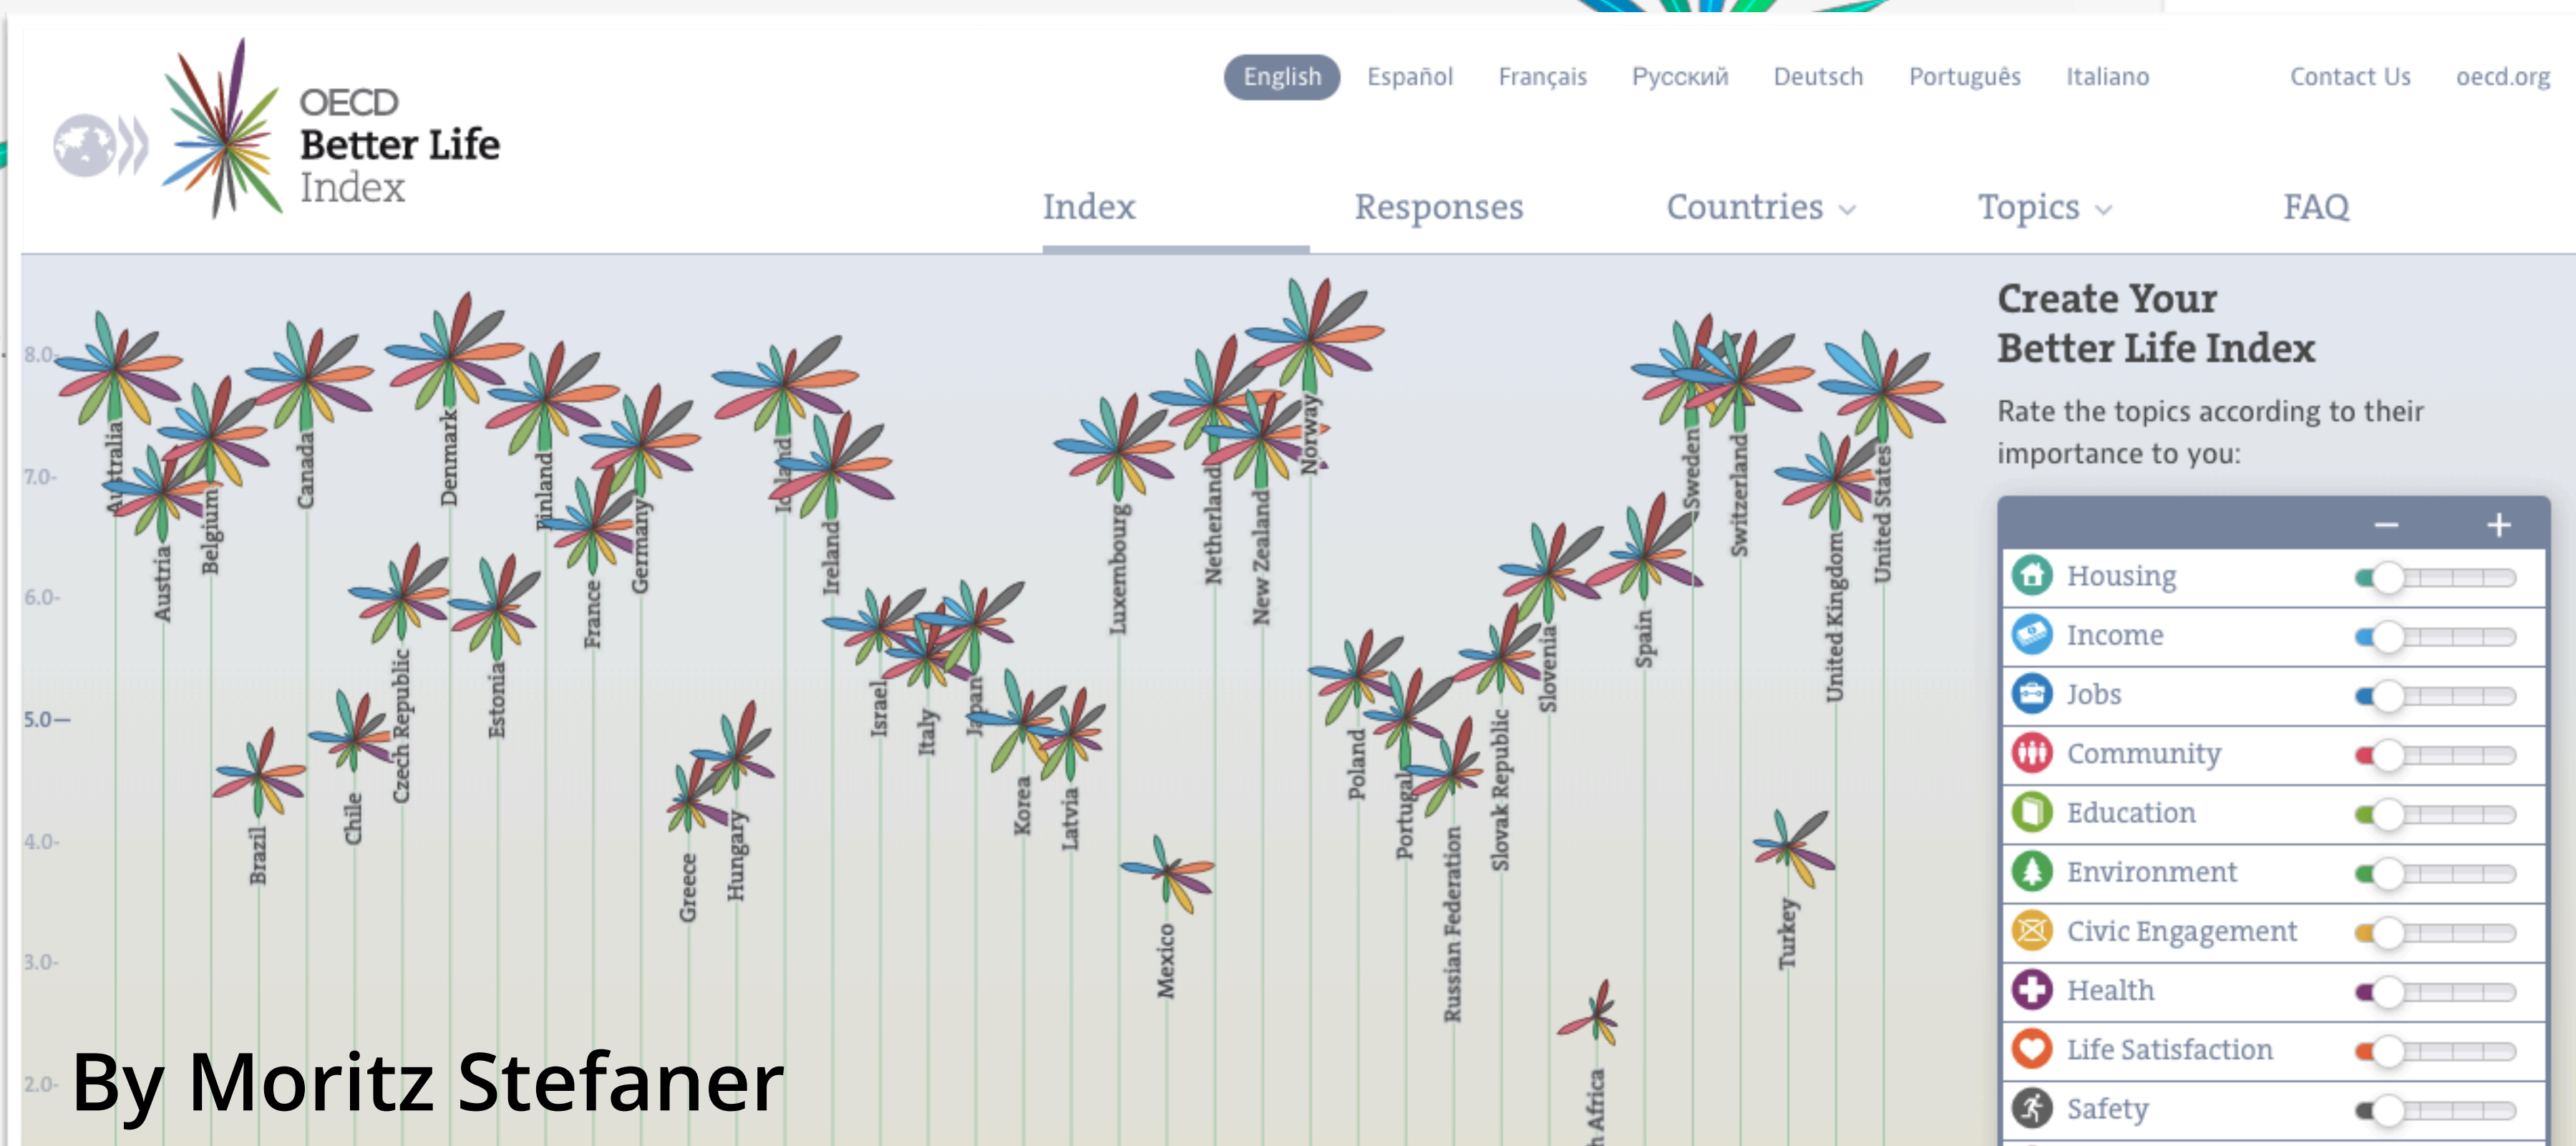 OECD
Better Life
Index
English Español Français Русский Deutsch Português Italiano Contact Us oecd.org
Index Responses Countries Topics FAQ
8.0-
7.0-
6.0-
5.0—
4.0-
3.0-
2.0-
Australia
Austria
Belgium
Brazil
Canada
Chile
Czech Republic
Denmark
Estonia
Finland
France
Germany
Greece
Hungary
Iceland
Ireland
Israel
Italy
Japan
Korea
Latvia
Luxembourg
Mexico
Netherlands
New Zealand
Norway
Poland
Portugal
Russian Federation
Slovak Republic
Slovenia
h Africa
Spain
Sweden
Switzerland
Turkey
United Kingdom
United States
Create Your
Better Life Index
Rate the topics according to their
importance to you:
− +
Housing
Income
Jobs
Community
Education
Environment
Civic Engagement
Health
Life Satisfaction
Safety
By Moritz Stefaner